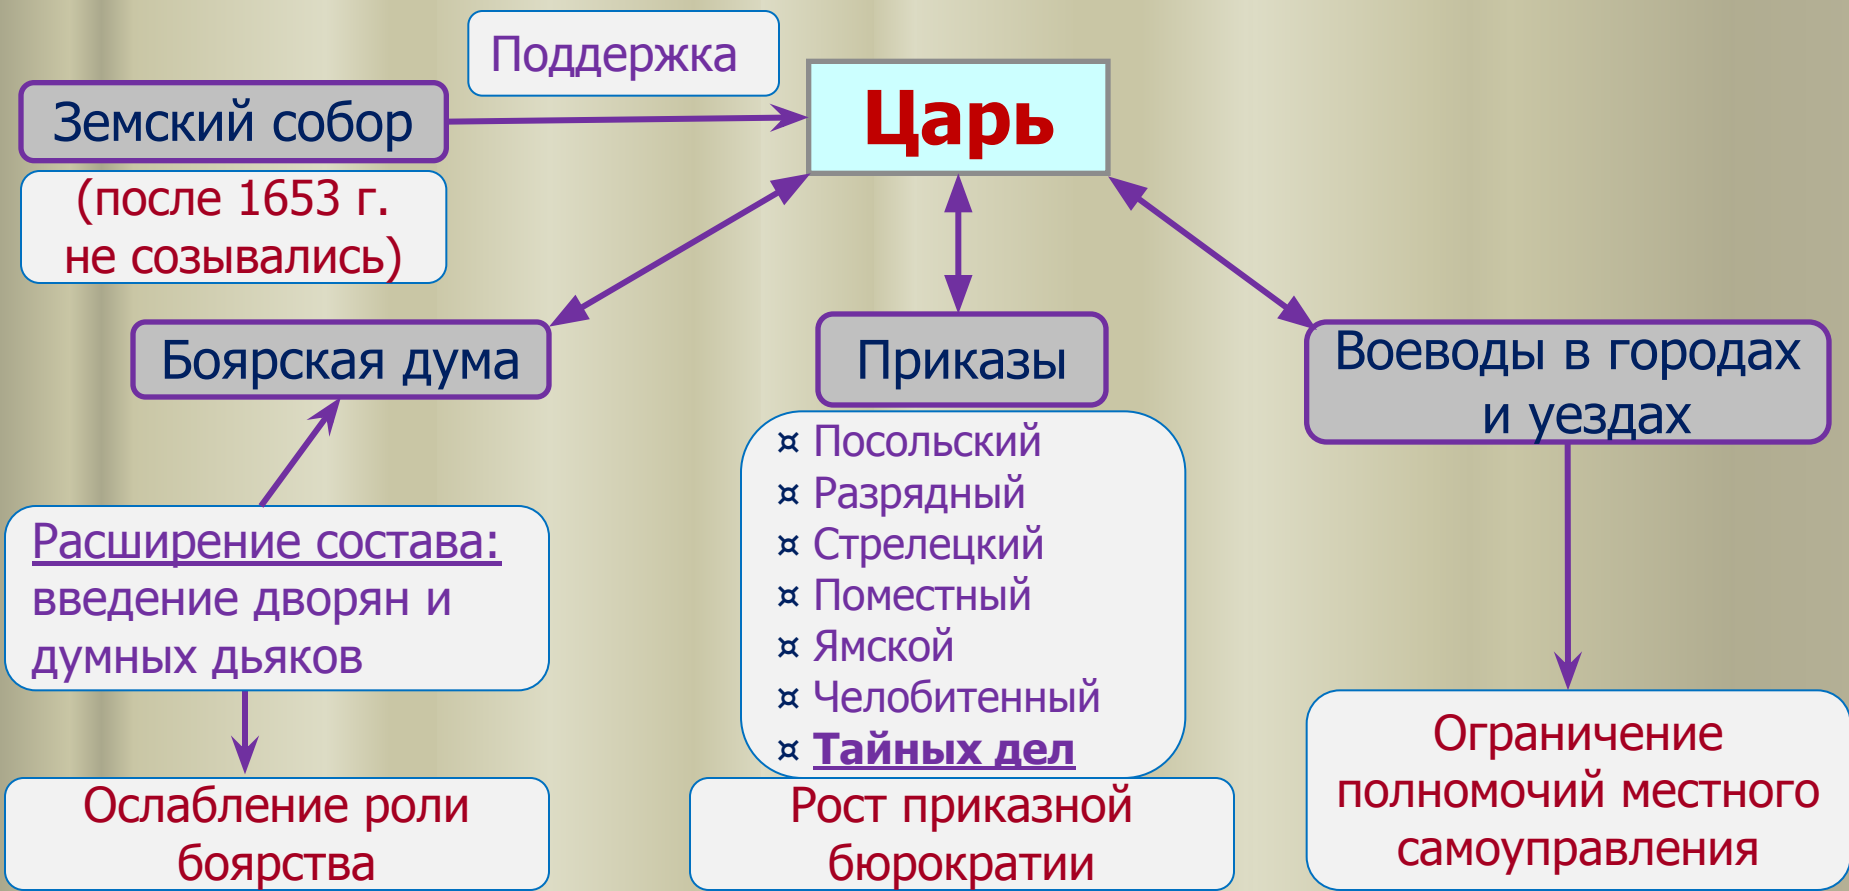 Поддержка
Земский собор
Царь
(после 1653 г.
не созывались)
Боярская дума
Приказы
Воеводы в городах
и уездах
Расширение состава:
введение дворян и
думных дьяков
¤ Посольский
¤ Разрядный
¤ Стрелецкий
¤ Поместный
¤ Ямской
¤ Челобитенный
¤ Тайных дел
Ослабление роли
боярства
Рост приказной
бюрократии
Ограничение
полномочий местного
самоуправления